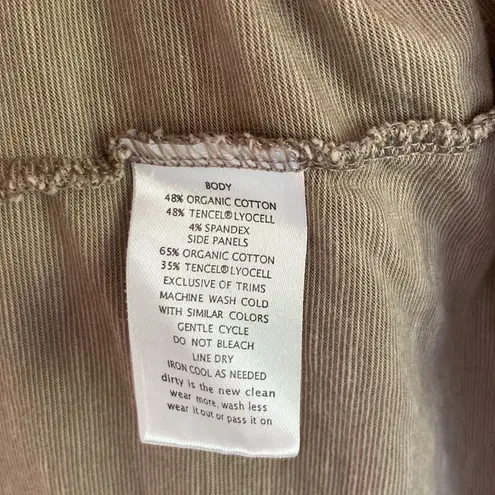 BODY
48% ORGANIC COTTON
48% TENCEL® LYOCELL
4% SPANDEX
SIDE PANELS
65% ORGANIC COTTON
35% TENCEL® LYOCELL
EXCLUSIVE OF TRIMS
MACHINE WASH COLD
WITH SIMILAR COLORS
GENTLE CYCLE
DO NOT BLEACH
LINE DRY
IRON COOL AS NEEDED
dirty is the new clean
wear more, wash less
wear it out or pass it on